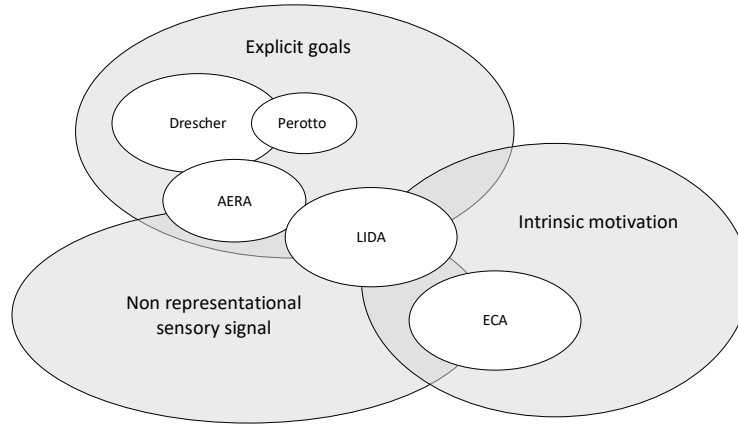 Explicit goals
Drescher
Perotto
AERA
LIDA
Intrinsic motivation
Non representational
sensory signal
ECA